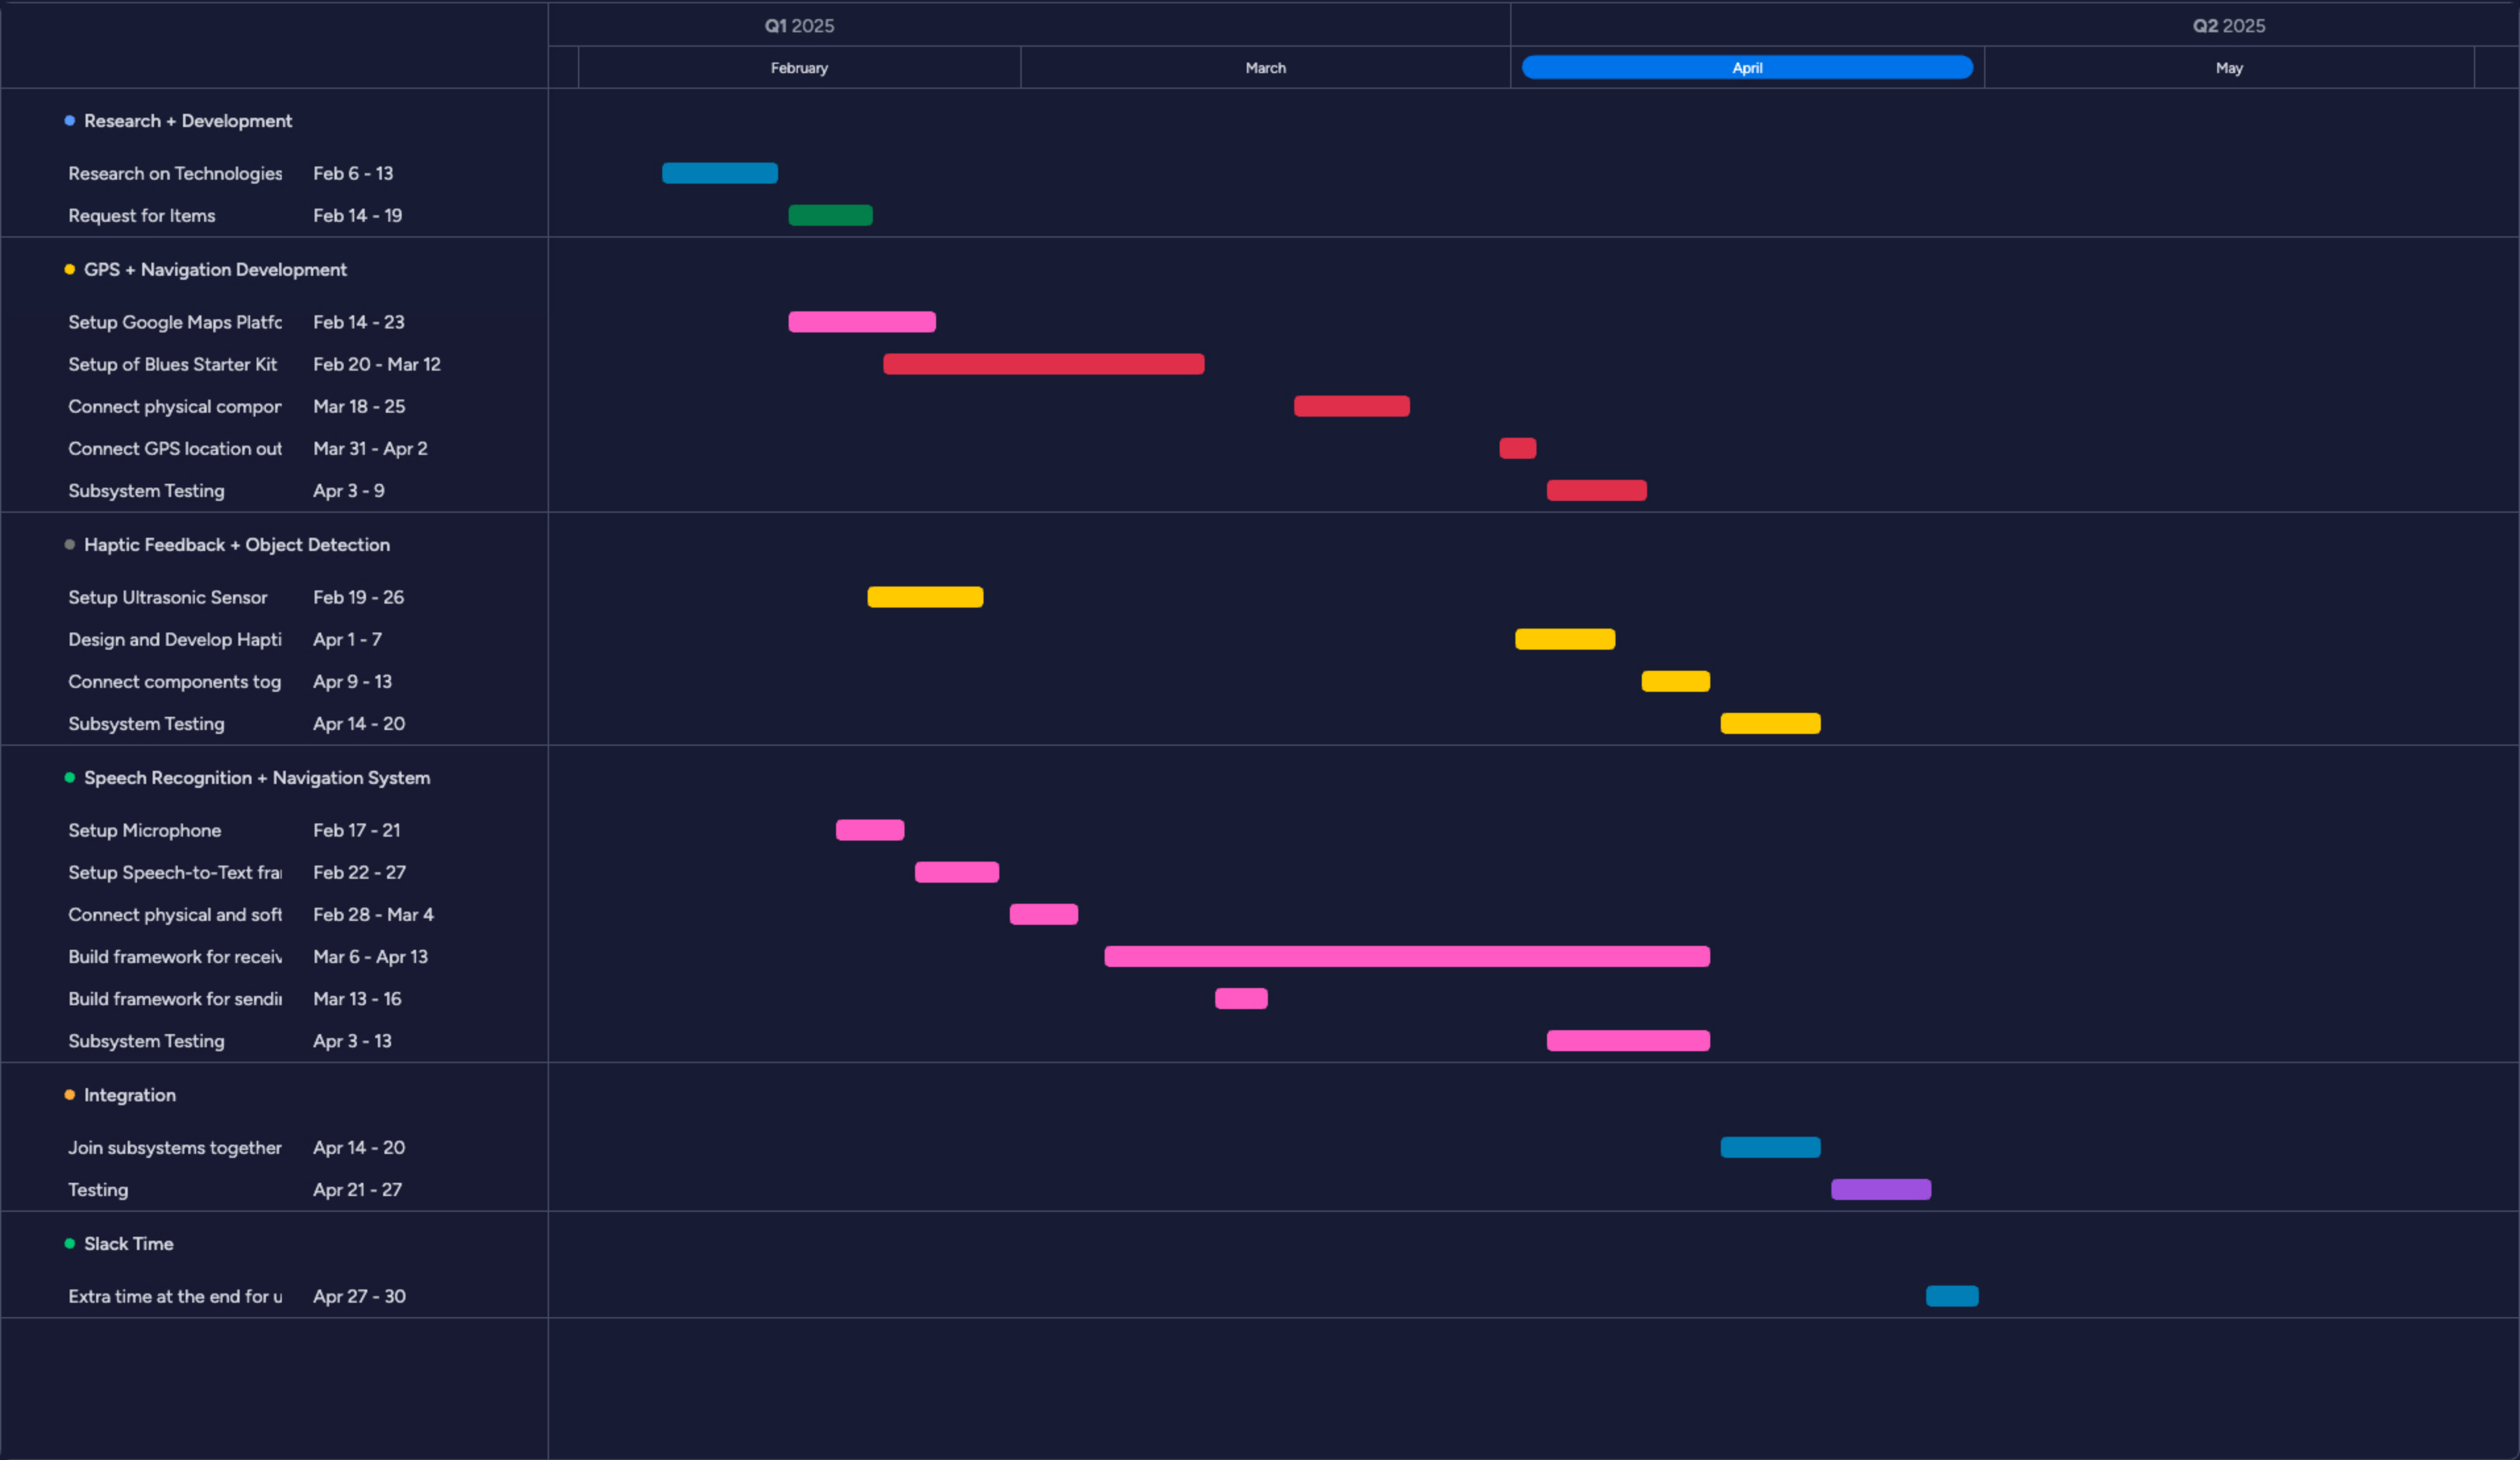 Q1 2025 Q2 2025
February March April May
Research + Development
Research on Technologies Feb 6 - 13
Request for Items Feb 14 - 19
GPS + Navigation Development
Setup Google Maps Platfo Feb 14 - 23
Setup of Blues Starter Kit Feb 20 - Mar 12
Connect physical compor Mar 18 - 25
Connect GPS location out Mar 31 - Apr 2
Subsystem Testing Apr 3 - 9
Haptic Feedback + Object Detection
Setup Ultrasonic Sensor Feb 19 - 26
Design and Develop Hapti Apr 1 - 7
Connect components tog Apr 9 - 13
Subsystem Testing Apr 14 - 20
Speech Recognition + Navigation System
Setup Microphone Feb 17 - 21
Setup Speech-to-Text fra Feb 22 - 27
Connect physical and soft Feb 28 - Mar 4
Build framework for receiv Mar 6 - Apr 13
Build framework for sendi Mar 13 - 16
Subsystem Testing Apr 3 - 13
Integration
Join subsystems together Apr 14 - 20
Testing Apr 21 - 27
Slack Time
Extra time at the end for u Apr 27 - 30